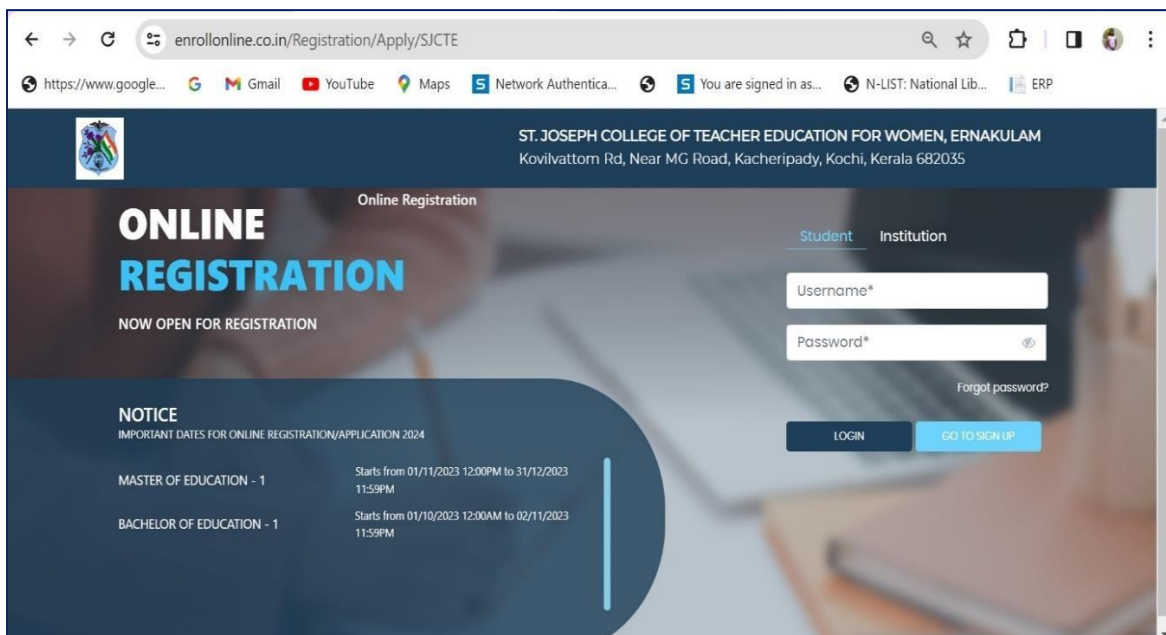 enrollonline.co.in/Registration/Apply/SJCTE
https://www.google... Gmail YouTube Maps Network Authentica... You are signed in as... N-LIST: National Lib... ERP
ST. JOSEPH COLLEGE OF TEACHER EDUCATION FOR WOMEN, ERNAKULAM
Kovilvattom Rd, Near MG Road, Kacheripady, Kochi, Kerala 682035
Online Registration
ONLINE
REGISTRATION
NOW OPEN FOR REGISTRATION
Student Institution
Username*
Password*
Forgot password?
LOGIN GO TO SIGN UP
NOTICE
IMPORTANT DATES FOR ONLINE REGISTRATION/APPLICATION 2024
MASTER OF EDUCATION - 1
Starts from 01/11/2023 12:00PM to 31/12/2023
11:59PM
BACHELOR OF EDUCATION - 1
Starts from 01/10/2023 12:00AM to 02/11/2023
11:59PM